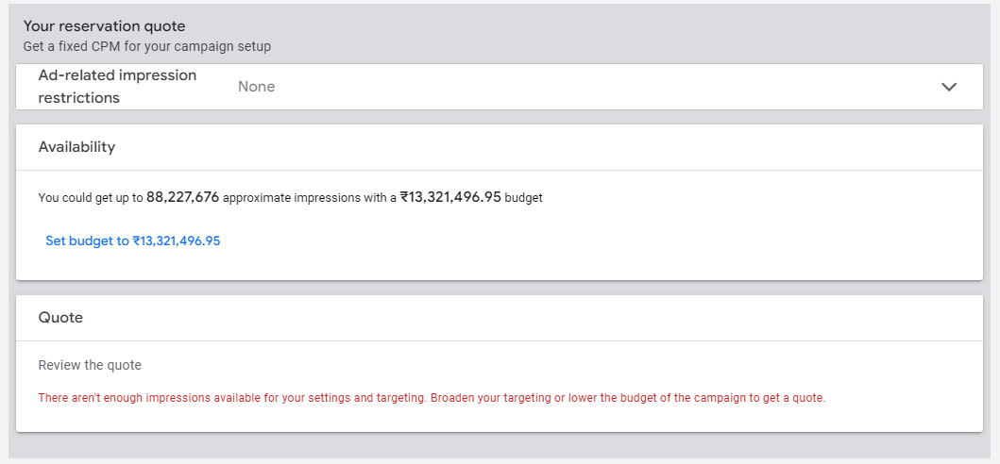 Your reservation quote
Get a fixed CPM for your campaign setup
Ad-related impression
restrictions
None
Availability
You could get up to 88,227,676 approximate impressions with a ₹13,321,496.95 budget
Set budget to ₹13,321,496.95
Quote
Review the quote
There aren't enough impressions available for your settings and targeting. Broaden your targeting or lower the budget of the campaign to get a quote.